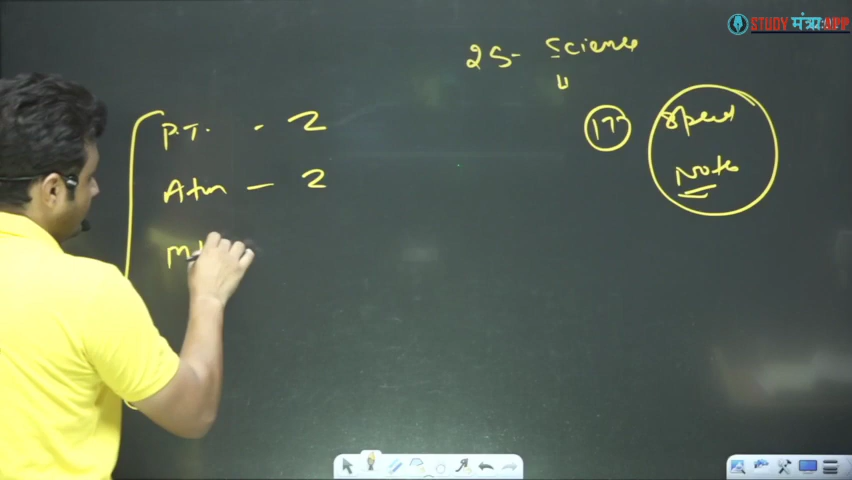 STUDY मंत्रा APP
25- Science
P.T. - 2
177
Speed
Atm - 2
Note